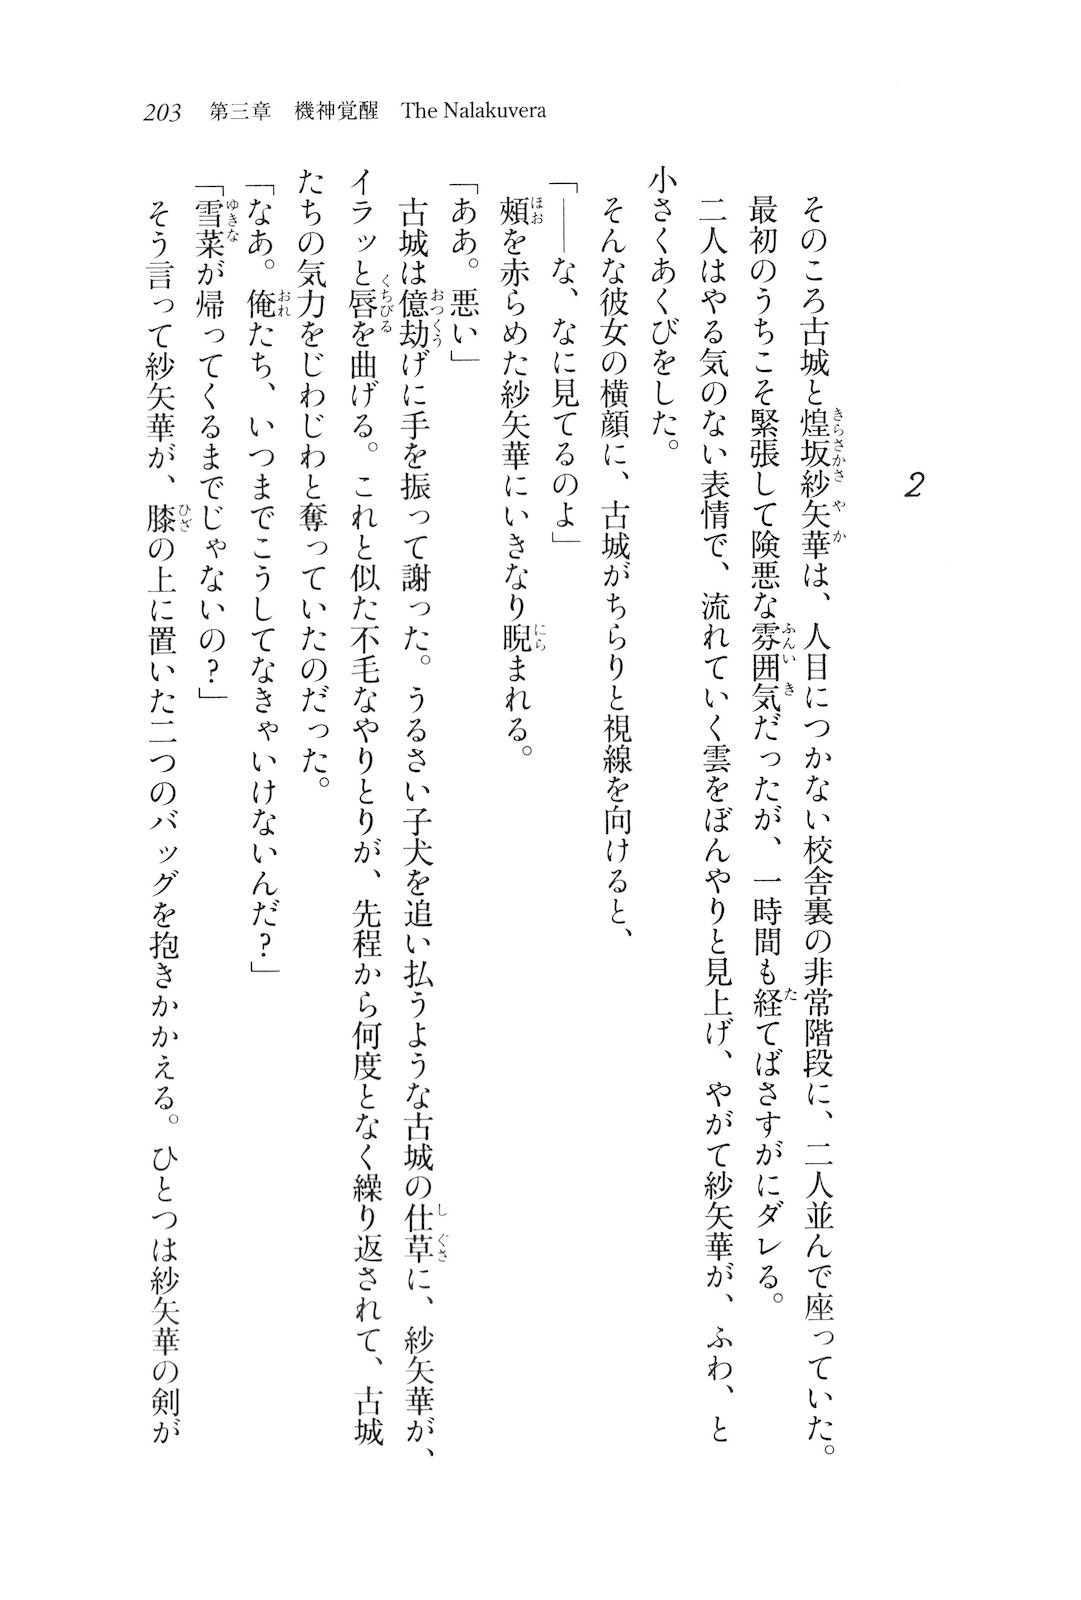 203 第三章 機神覚醒 The Nalakuvera
2
そのころ古城と煌坂紗矢華は、人目につかない校舎裏の非常階段に、二人並んで座っていた。
最初のうちこそ緊張して険悪な雰囲気だったが、一時間も経てばさすがにダレる。
二人はやる気のない表情で、流れていく雲をぼんやりと見上げ、やがて紗矢華が、ふわ、と
小さくあくびをした。
そんな彼女の横顔に、古城がちらりと視線を向けると、
「――な、なに見てるのよ」
頰を赤らめた紗矢華にいきなり睨まれる。
「ああ。悪い」
古城は億劫げに手を振って謝った。うるさい子犬を追い払うような古城の仕草に、紗矢華が、
イラッと唇を曲げる。これと似た不毛なやりとりが、先程から何度となく繰り返されて、古城
たちの気力をじわじわと奪っていたのだった。
「なあ。俺たち、いつまでこうしてなきゃいけないんだ?」
「雪菜が帰ってくるまでじゃないの?」
そう言って紗矢華が、膝の上に置いた二つのバッグを抱きかかえる。ひとつは紗矢華の剣が